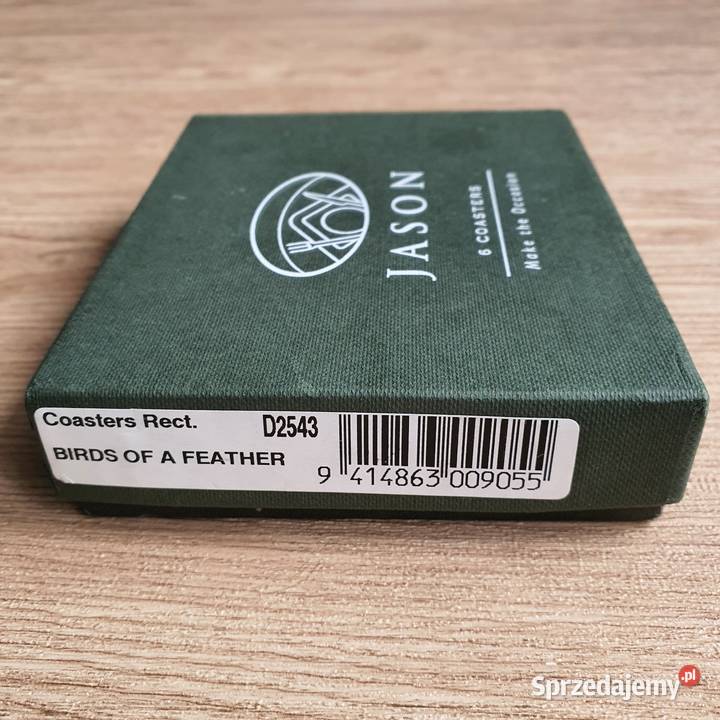 JASON
6 COASTERS
Make the Occasion
Coasters Rect. D2543
BIRDS OF A FEATHER
9 414863 009055
Sprzedajemy.pl